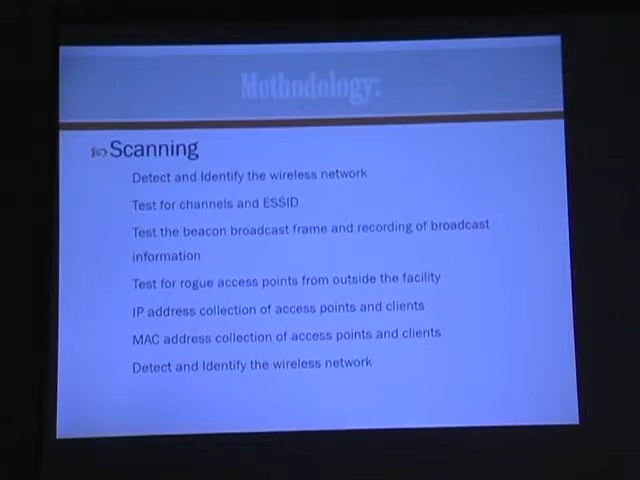 Methodology:
Scanning
Detect and Identify the wireless network
Test for channels and ESSID
Test the beacon broadcast frame and recording of broadcast
information
Test for rogue access points from outside the facility
IP address collection of access points and clients
MAC address collection of access points and clients
Detect and Identify the wireless network